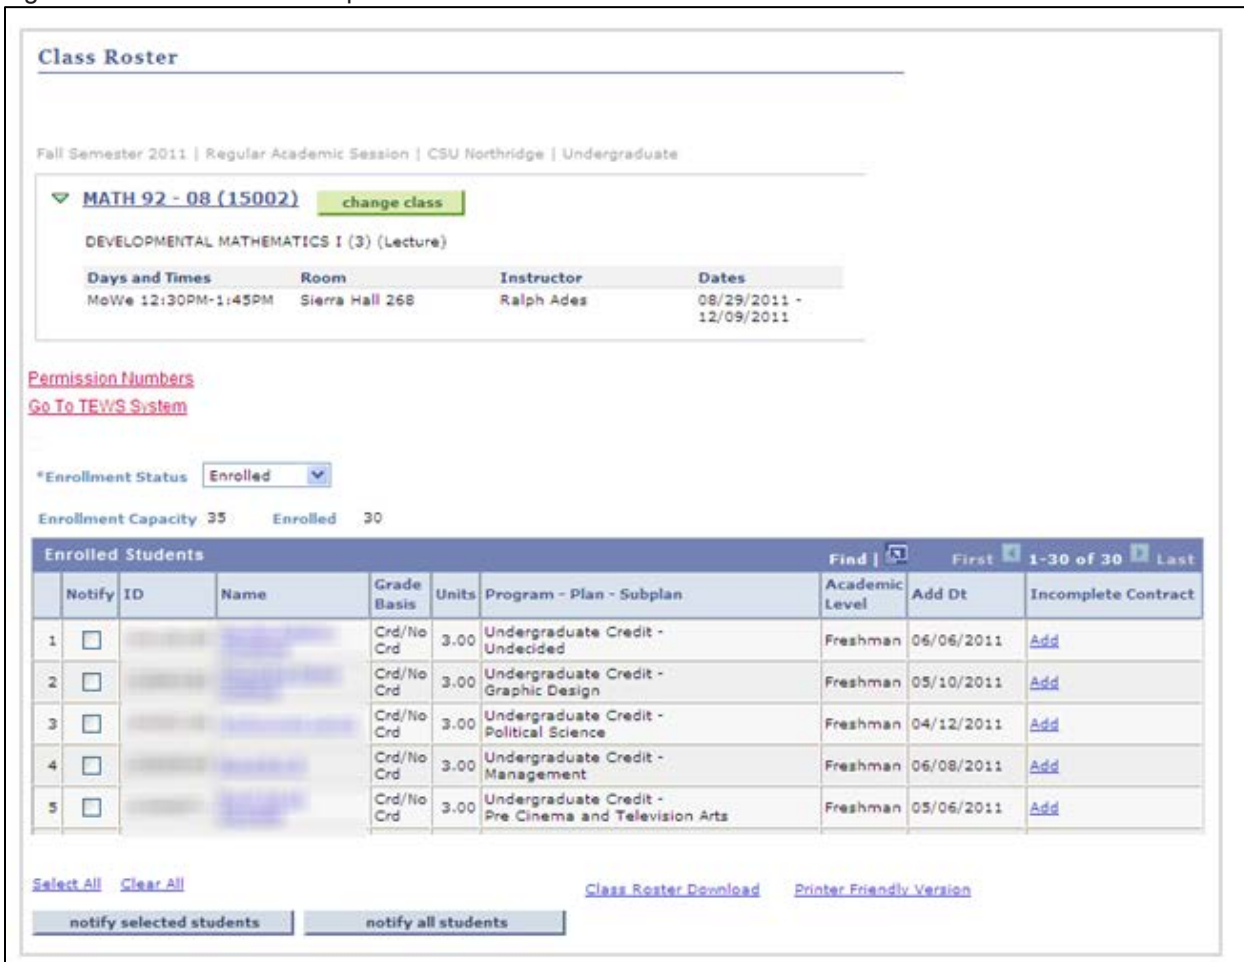 Class Roster
Fall Semester 2011 | Regular Academic Session | CSU Northridge | Undergraduate
MATH 92 - 08 (15002) change class
DEVELOPMENTAL MATHEMATICS I (3) (Lecture)
Days and Times Room Instructor Dates
MoWe 12:30PM-1:45PM Sierra Hall 268 Ralph Ades 08/29/2011 -
12/09/2011
Permission Numbers
Go To TEWS System
*Enrollment Status Enrolled
Enrollment Capacity 35 Enrolled 30
Enrolled Students Find | First 1-30 of 30 Last
Notify ID Name Grade Basis Units Program - Plan - Subplan Academic Level Add Dt Incomplete Contract
1 Crd/No Crd 3.00 Undergraduate Credit - Undecided Freshman 06/06/2011 Add
2 Crd/No Crd 3.00 Undergraduate Credit - Graphic Design Freshman 05/10/2011 Add
3 Crd/No Crd 3.00 Undergraduate Credit - Political Science Freshman 04/12/2011 Add
4 Crd/No Crd 3.00 Undergraduate Credit - Management Freshman 06/08/2011 Add
5 Crd/No Crd 3.00 Undergraduate Credit - Pre Cinema and Television Arts Freshman 05/06/2011 Add
Select All Clear All Class Roster Download Printer Friendly Version
notify selected students notify all students